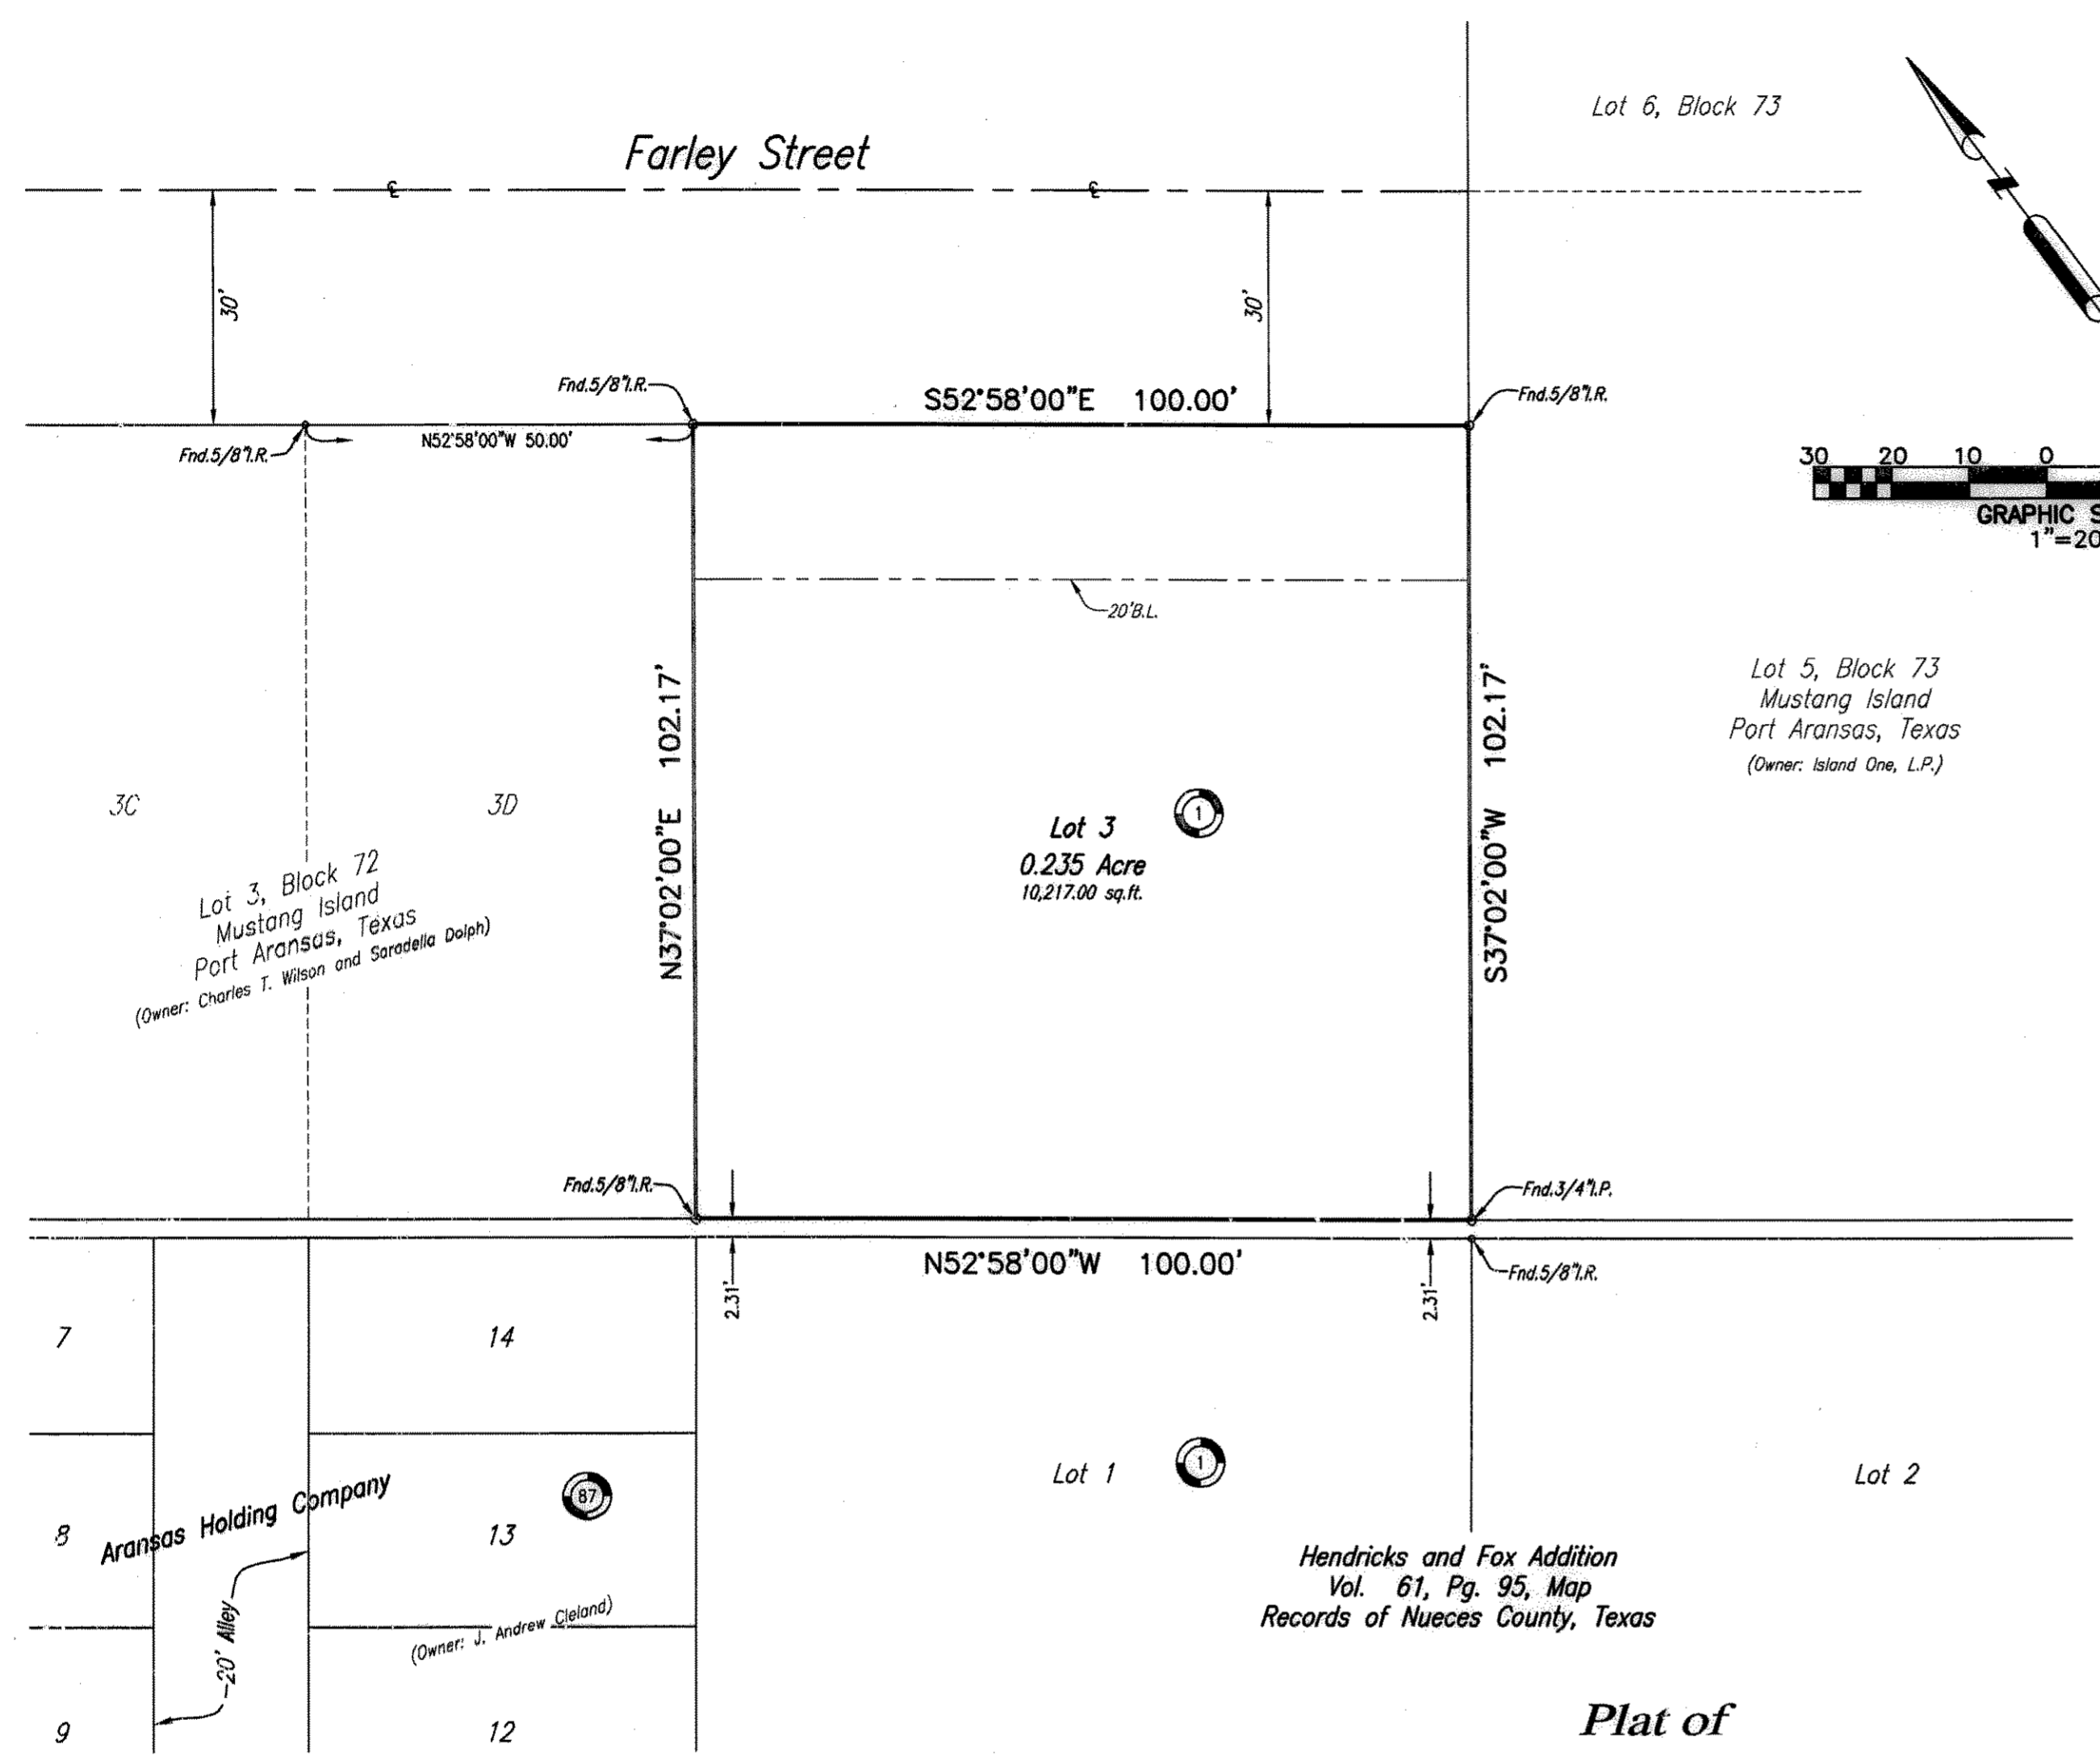 Lot 6, Block 73
Farley Street
℄
℄
30'
30'
Fnd.5/8"I.R.
S52°58'00"E 100.00'
Fnd.5/8"I.R.
Fnd.5/8"I.R.
N52°58'00"W 50.00'
30 20 10 0
GRAPHIC S
1"=20
20'B.L.
N37°02'00"E 102.17'
S37°02'00"W 102.17'
Lot 5, Block 73
Mustang Island
Port Aransas, Texas
(Owner: Island One, L.P.)
3C
3D
1
Lot 3
0.235 Acre
10,217.00 sq.ft.
Lot 3, Block 72
Mustang Island
Port Aransas, Texas
(Owner: Charles T. Wilson and Saradella Dolph)
Fnd.5/8"I.R.
Fnd.3/4"I.P.
N52°58'00"W 100.00'
Fnd.5/8"I.R.
2.31'
2.31'
7
14
Lot 1
1
Lot 2
87
Aransas Holding Company
8
13
Hendricks and Fox Addition
Vol. 61, Pg. 95, Map
Records of Nueces County, Texas
(Owner: J. Andrew Cleland)
20' Alley
9
12
Plat of